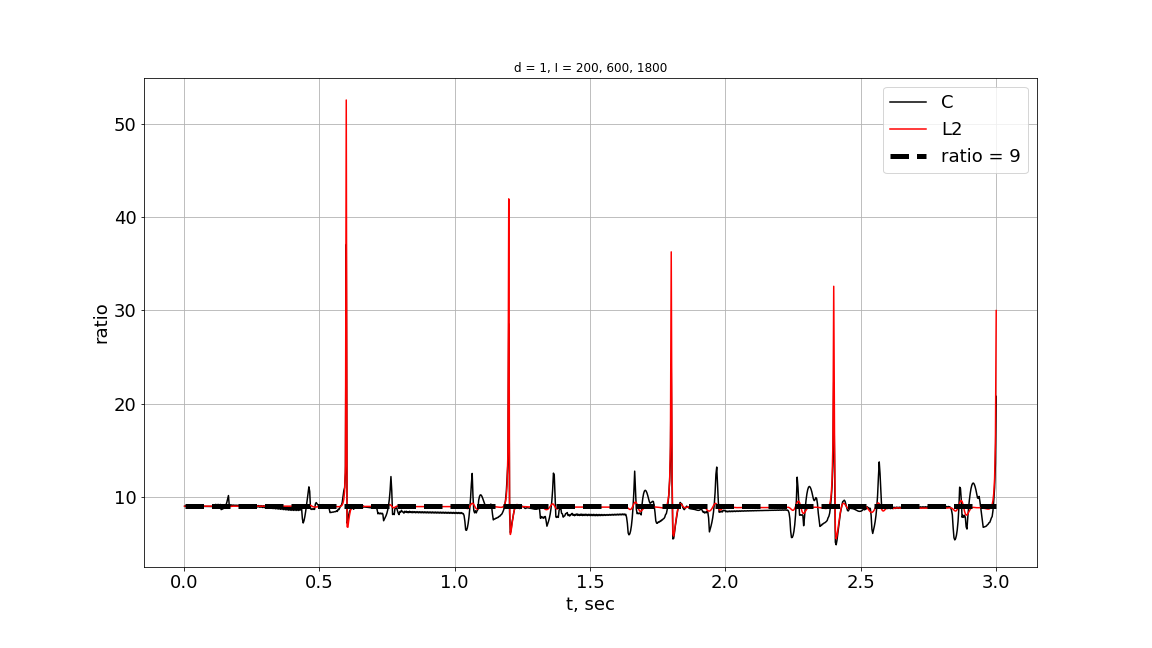 d = 1, I = 200, 600, 1800
C
L2
ratio = 9
50
40
30
20
10
ratio
0.0 0.5 1.0 1.5 2.0 2.5 3.0
t, sec